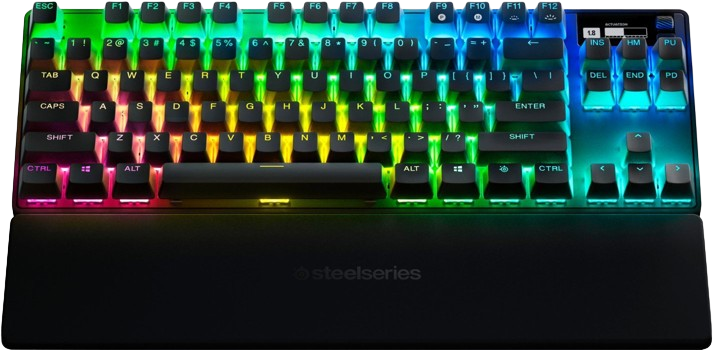 ESC F1 F2 F3 F4 F5 F6 F7 F8 F9 F10 F11 F12
1.8 ACTUATION
` ~ 1 ! 2 @ 3 # 4 $ 5 % 6 ^ 7 & 8 * 9 ( 0 ) - _ = + ← INS HM PU
TAB Q W E R T Y U I O P [ { ] } \ | DEL END PD
CAPS A S D F G H J K L ; : ' " ENTER
SHIFT Z X C V B N M , < . > / ? SHIFT ^
CTRL ALT ALT CTRL < v >
steelseries